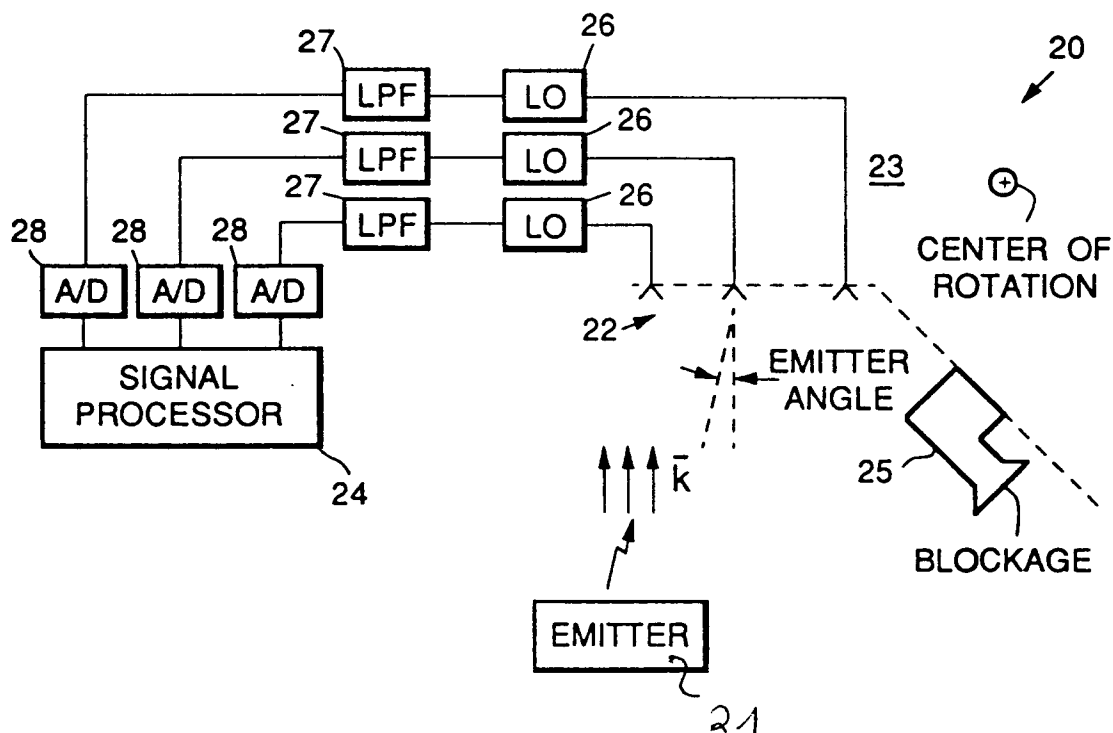 27
26
20
LPF
LO
27
26
LPF
LO
23
27
26
LPF
LO
28
28
28
CENTER OF
ROTATION
A/D
A/D
A/D
22
SIGNAL
PROCESSOR
EMITTER
ANGLE
24
k̄
25
BLOCKAGE
EMITTER
21